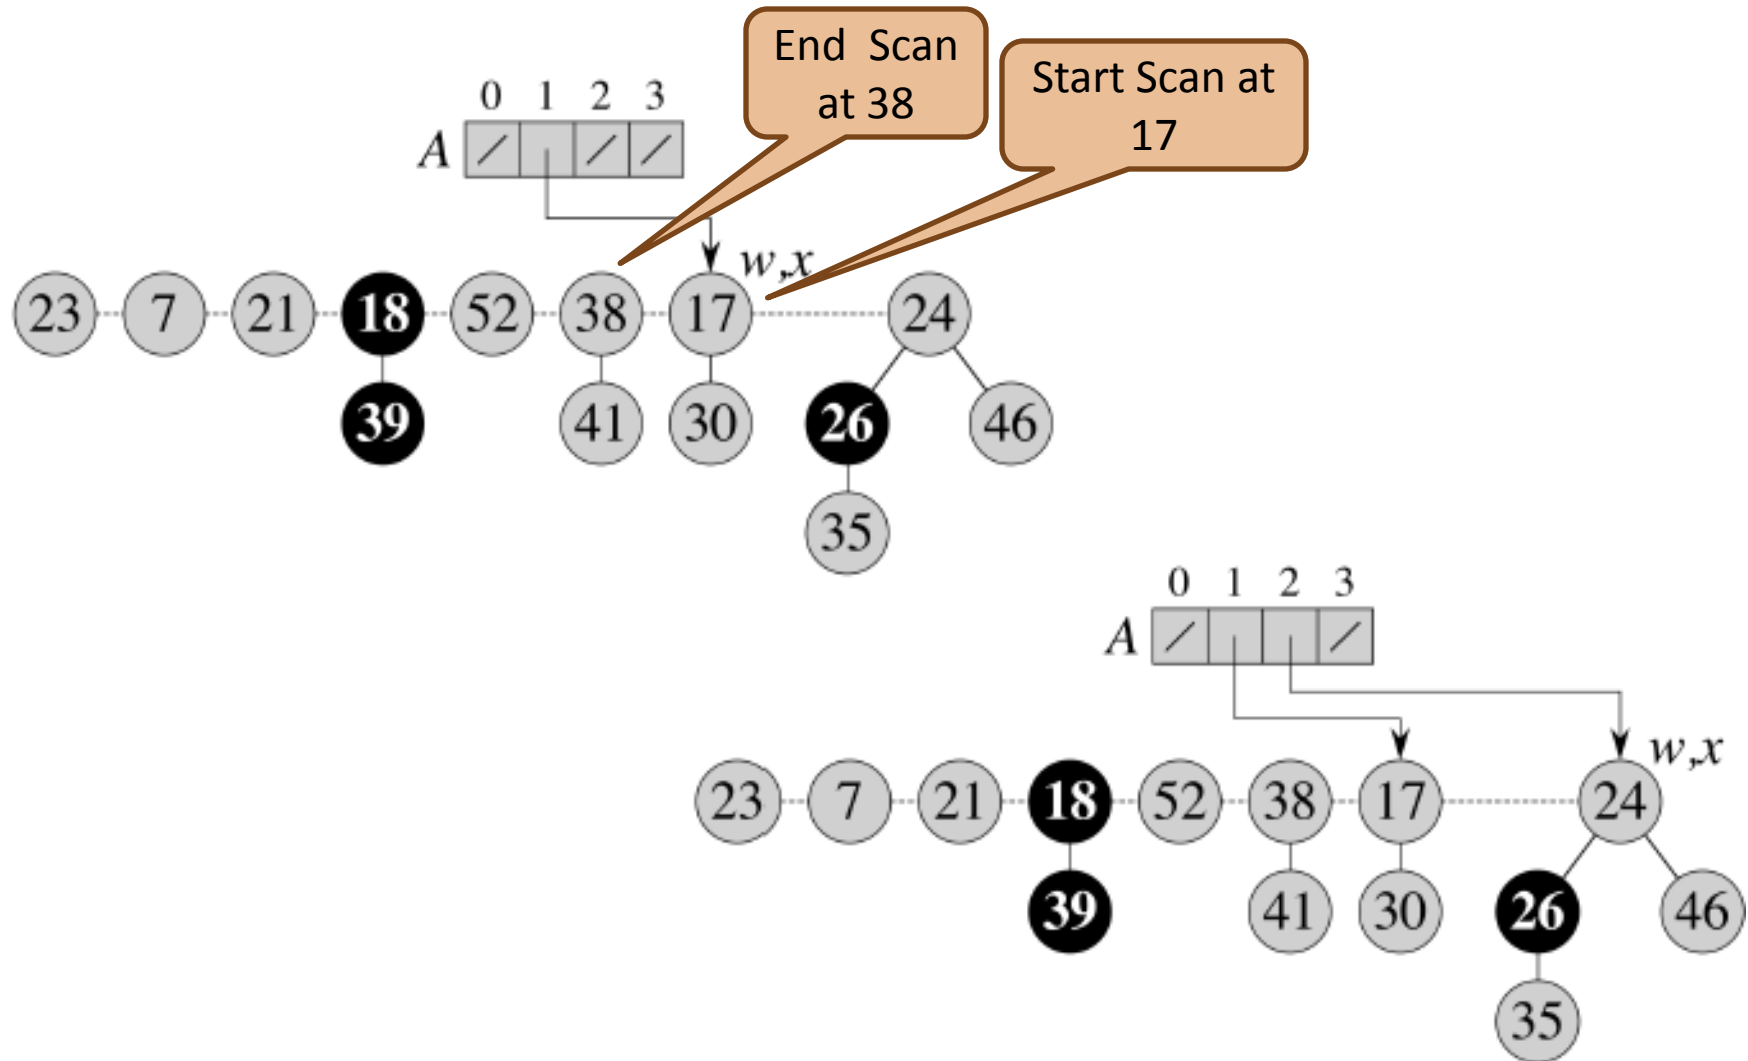 End Scan
at 38
Start Scan at
17
0 1 2 3
A
w,x
23 7 21 18 52 38 17 24
39 41 30 26 46
35
0 1 2 3
A
w,x
23 7 21 18 52 38 17 24
39 41 30 26 46
35